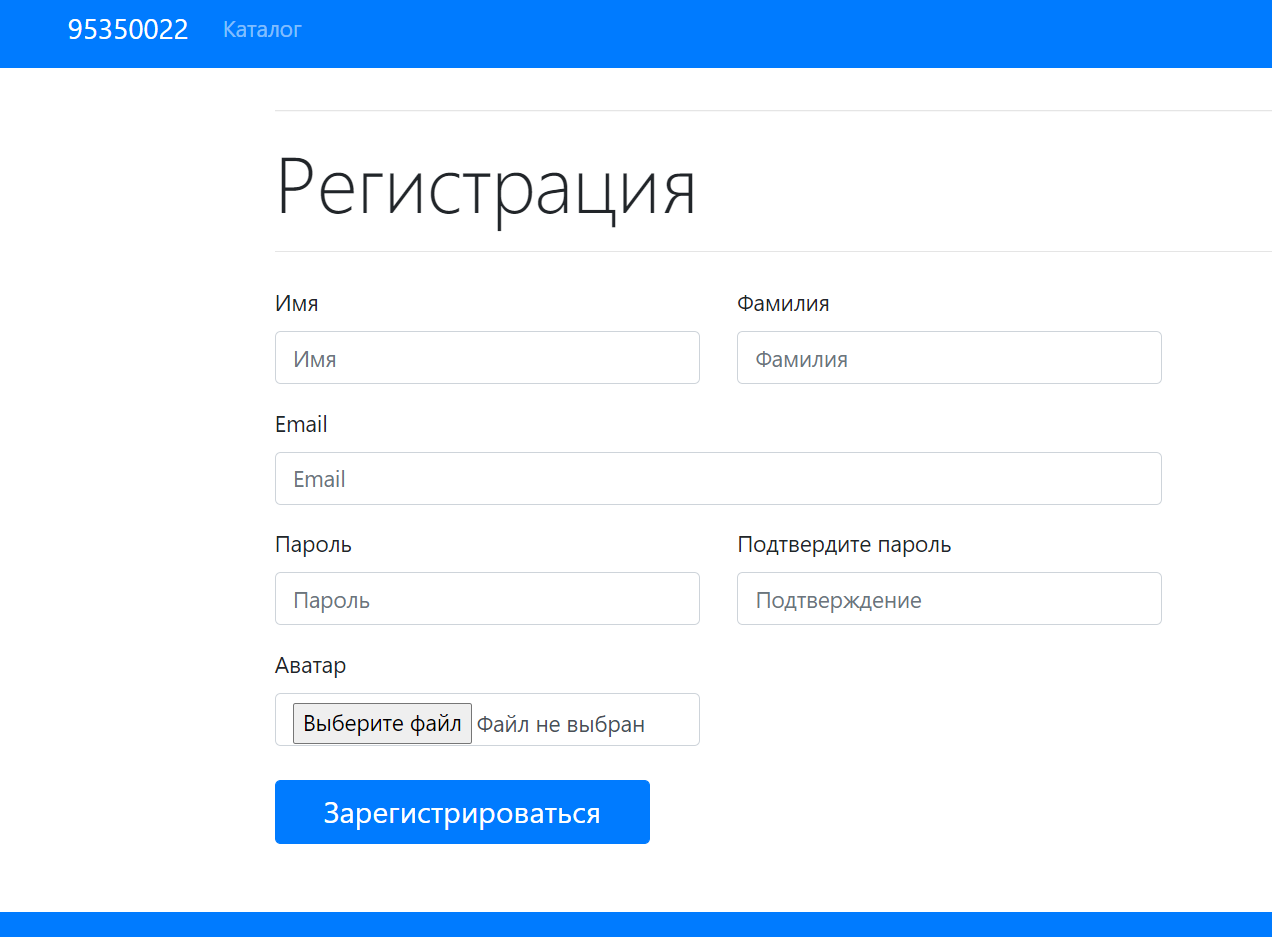 95350022 Каталог
Регистрация
Имя Фамилия
Имя Фамилия
Email
Email
Пароль Подтвердите пароль
Пароль Подтверждение
Аватар
Выберите файл Файл не выбран
Зарегистрироваться